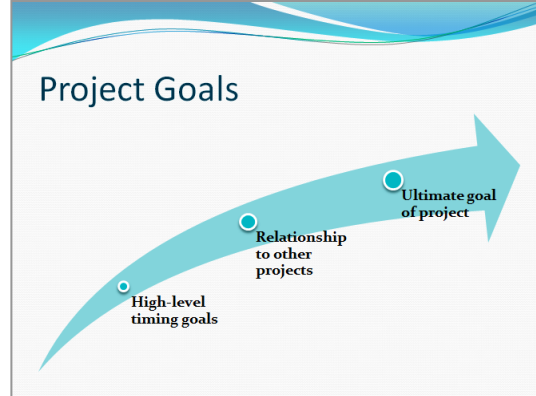 Project Goals
Ultimate goal
of project
Relationship
to other
projects
High-level
timing goals